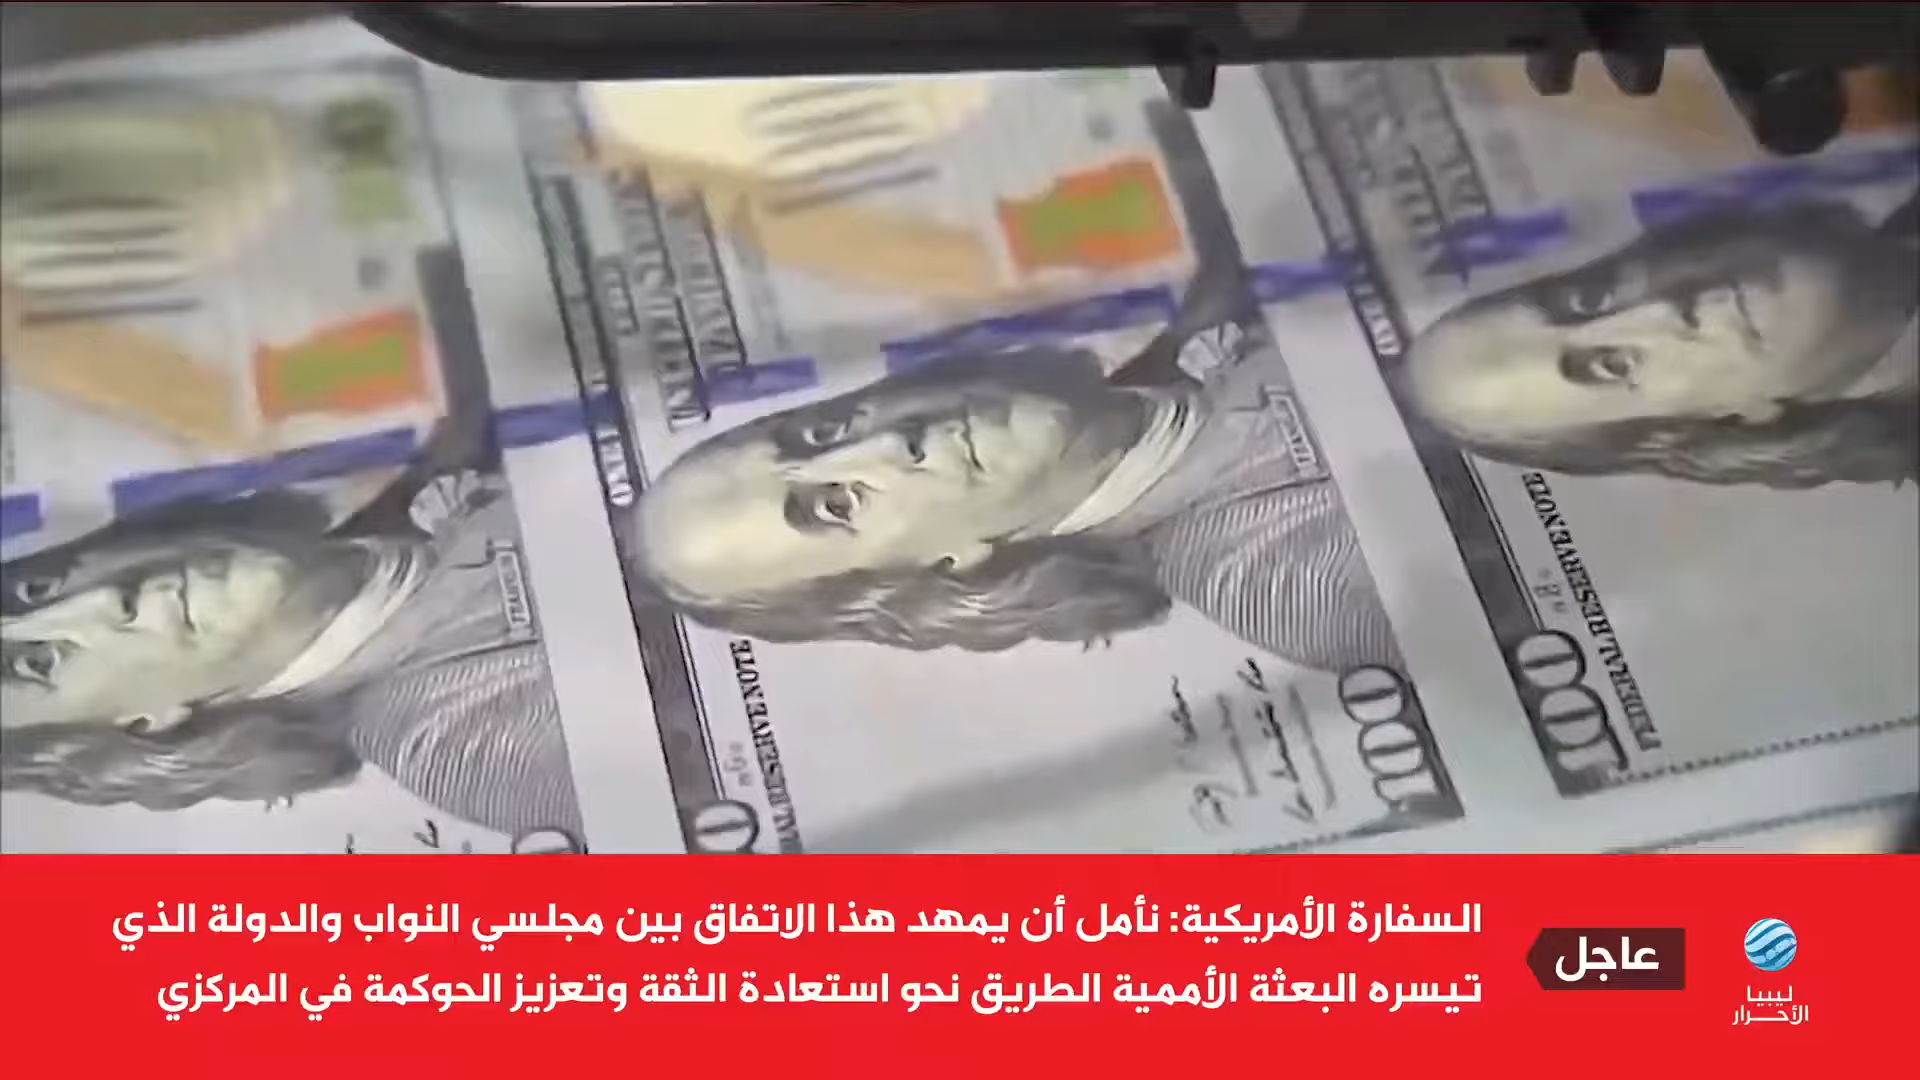 FEDERAL RESERVE NOTE
100
100
السفارة الأمريكية: نأمل أن يمهد هذا الاتفاق بين مجلسي النواب والدولة الذي
تيسره البعثة الأممية الطريق نحو استعادة الثقة وتعزيز الحوكمة في المركزي
عاجل
ليبيا
الأحرار